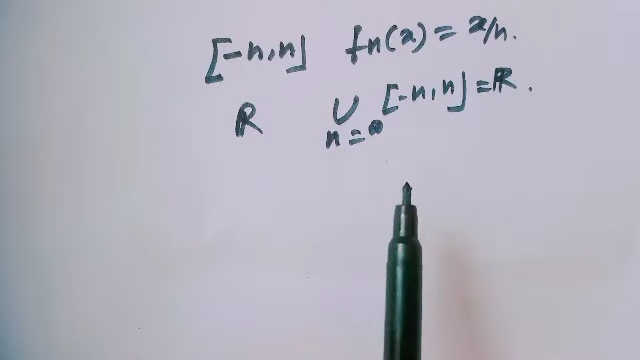 [-n,n] fn(x) = x/n.
ℝ ∪ n=0 [-n,n] = ℝ.